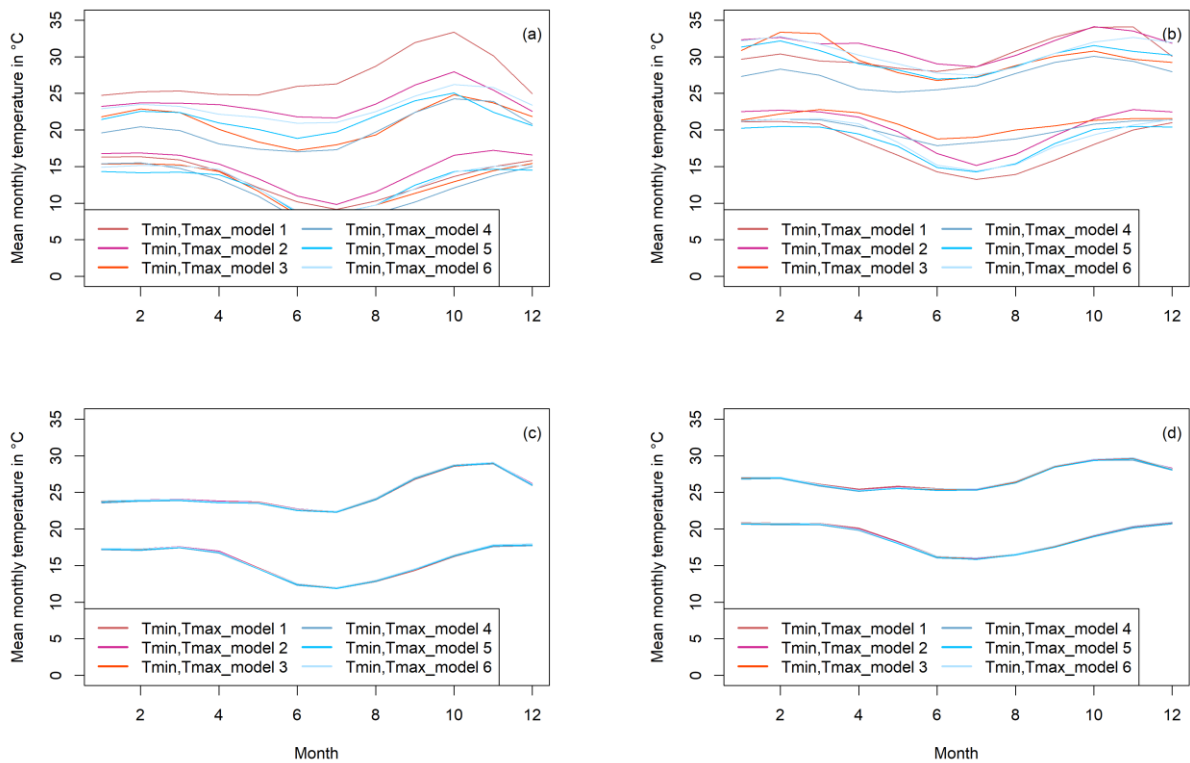 35
30
25
20
15
10
5
0
Mean monthly temperature in °C
(a)
Tmin,Tmax_model 1 Tmin,Tmax_model 4
Tmin,Tmax_model 2 Tmin,Tmax_model 5
Tmin,Tmax_model 3 Tmin,Tmax_model 6
2 4 6 8 10 12
35
30
25
20
15
10
5
0
Mean monthly temperature in °C
(b)
Tmin,Tmax_model 1 Tmin,Tmax_model 4
Tmin,Tmax_model 2 Tmin,Tmax_model 5
Tmin,Tmax_model 3 Tmin,Tmax_model 6
2 4 6 8 10 12
35
30
25
20
15
10
5
0
Mean monthly temperature in °C
(c)
Tmin,Tmax_model 1 Tmin,Tmax_model 4
Tmin,Tmax_model 2 Tmin,Tmax_model 5
Tmin,Tmax_model 3 Tmin,Tmax_model 6
2 4 6 8 10 12
Month
35
30
25
20
15
10
5
0
Mean monthly temperature in °C
(d)
Tmin,Tmax_model 1 Tmin,Tmax_model 4
Tmin,Tmax_model 2 Tmin,Tmax_model 5
Tmin,Tmax_model 3 Tmin,Tmax_model 6
2 4 6 8 10 12
Month